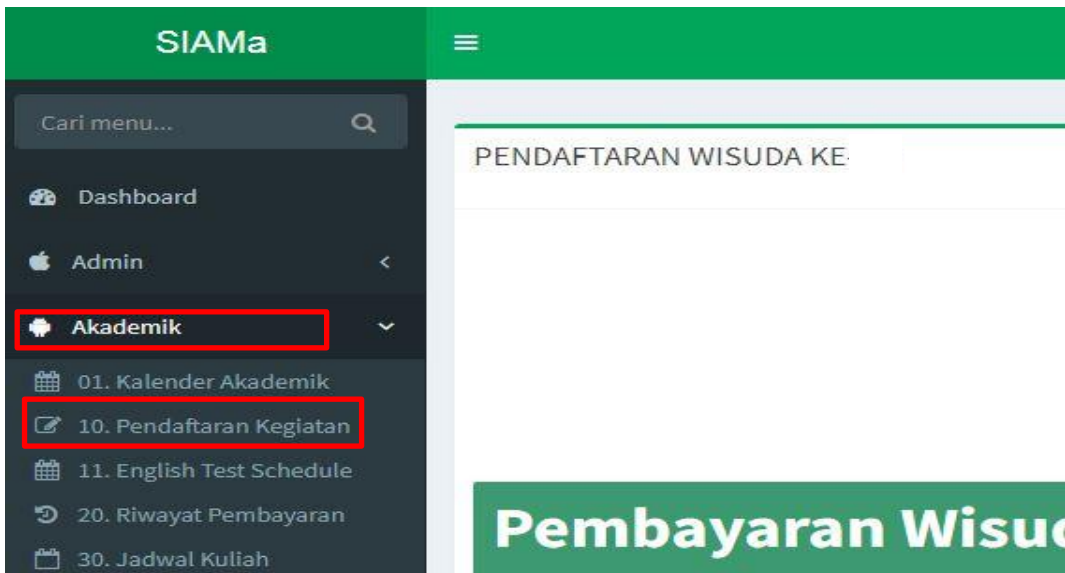 SIAMa
Cari menu...
Dashboard
Admin
Akademik
01. Kalender Akademik
10. Pendaftaran Kegiatan
11. English Test Schedule
20. Riwayat Pembayaran
30. Jadwal Kuliah
PENDAFTARAN WISUDA KE-
Pembayaran